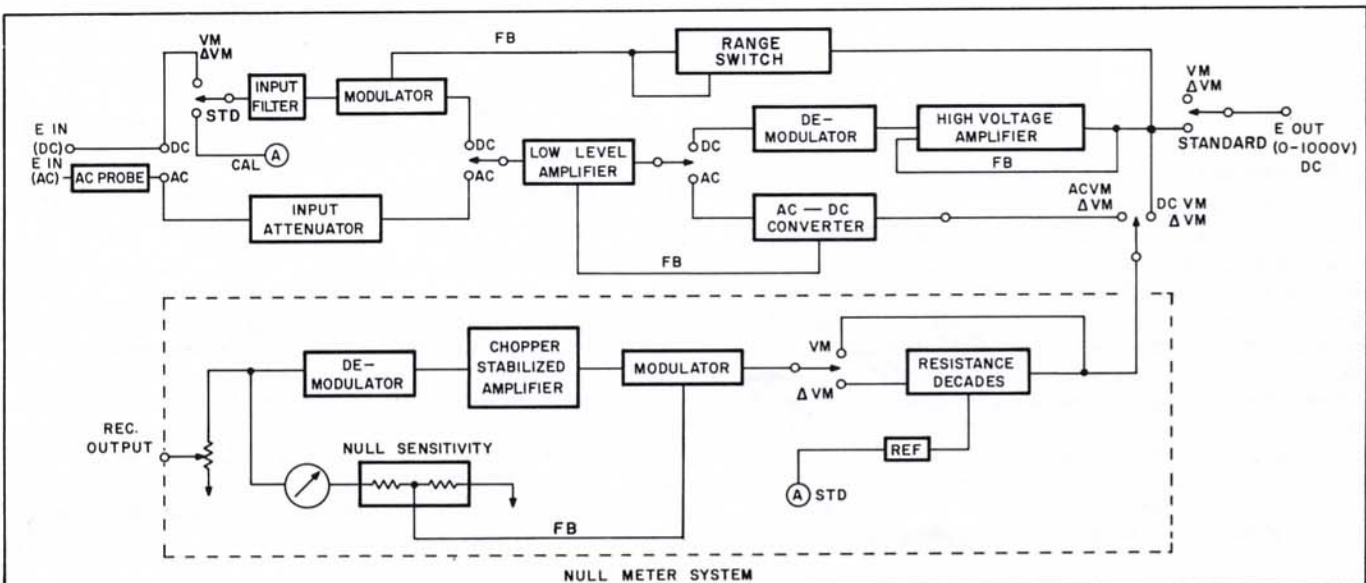 VM
ΔVM
STD
INPUT
FILTER
MODULATOR
FB
RANGE
SWITCH
VM
ΔVM
E IN
(DC)
DC
E IN
(AC)
AC PROBE
AC
CAL
A
INPUT
ATTENUATOR
DC
AC
LOW LEVEL
AMPLIFIER
DC
AC
DE-
MODULATOR
HIGH VOLTAGE
AMPLIFIER
FB
STANDARD
E OUT
(0-1000V)
DC
AC — DC
CONVERTER
FB
ACVM
ΔVM
DC VM
ΔVM
DE-
MODULATOR
CHOPPER
STABILIZED
AMPLIFIER
MODULATOR
VM
ΔVM
RESISTANCE
DECADES
REC.
OUTPUT
NULL SENSITIVITY
FB
REF
A STD
NULL METER SYSTEM